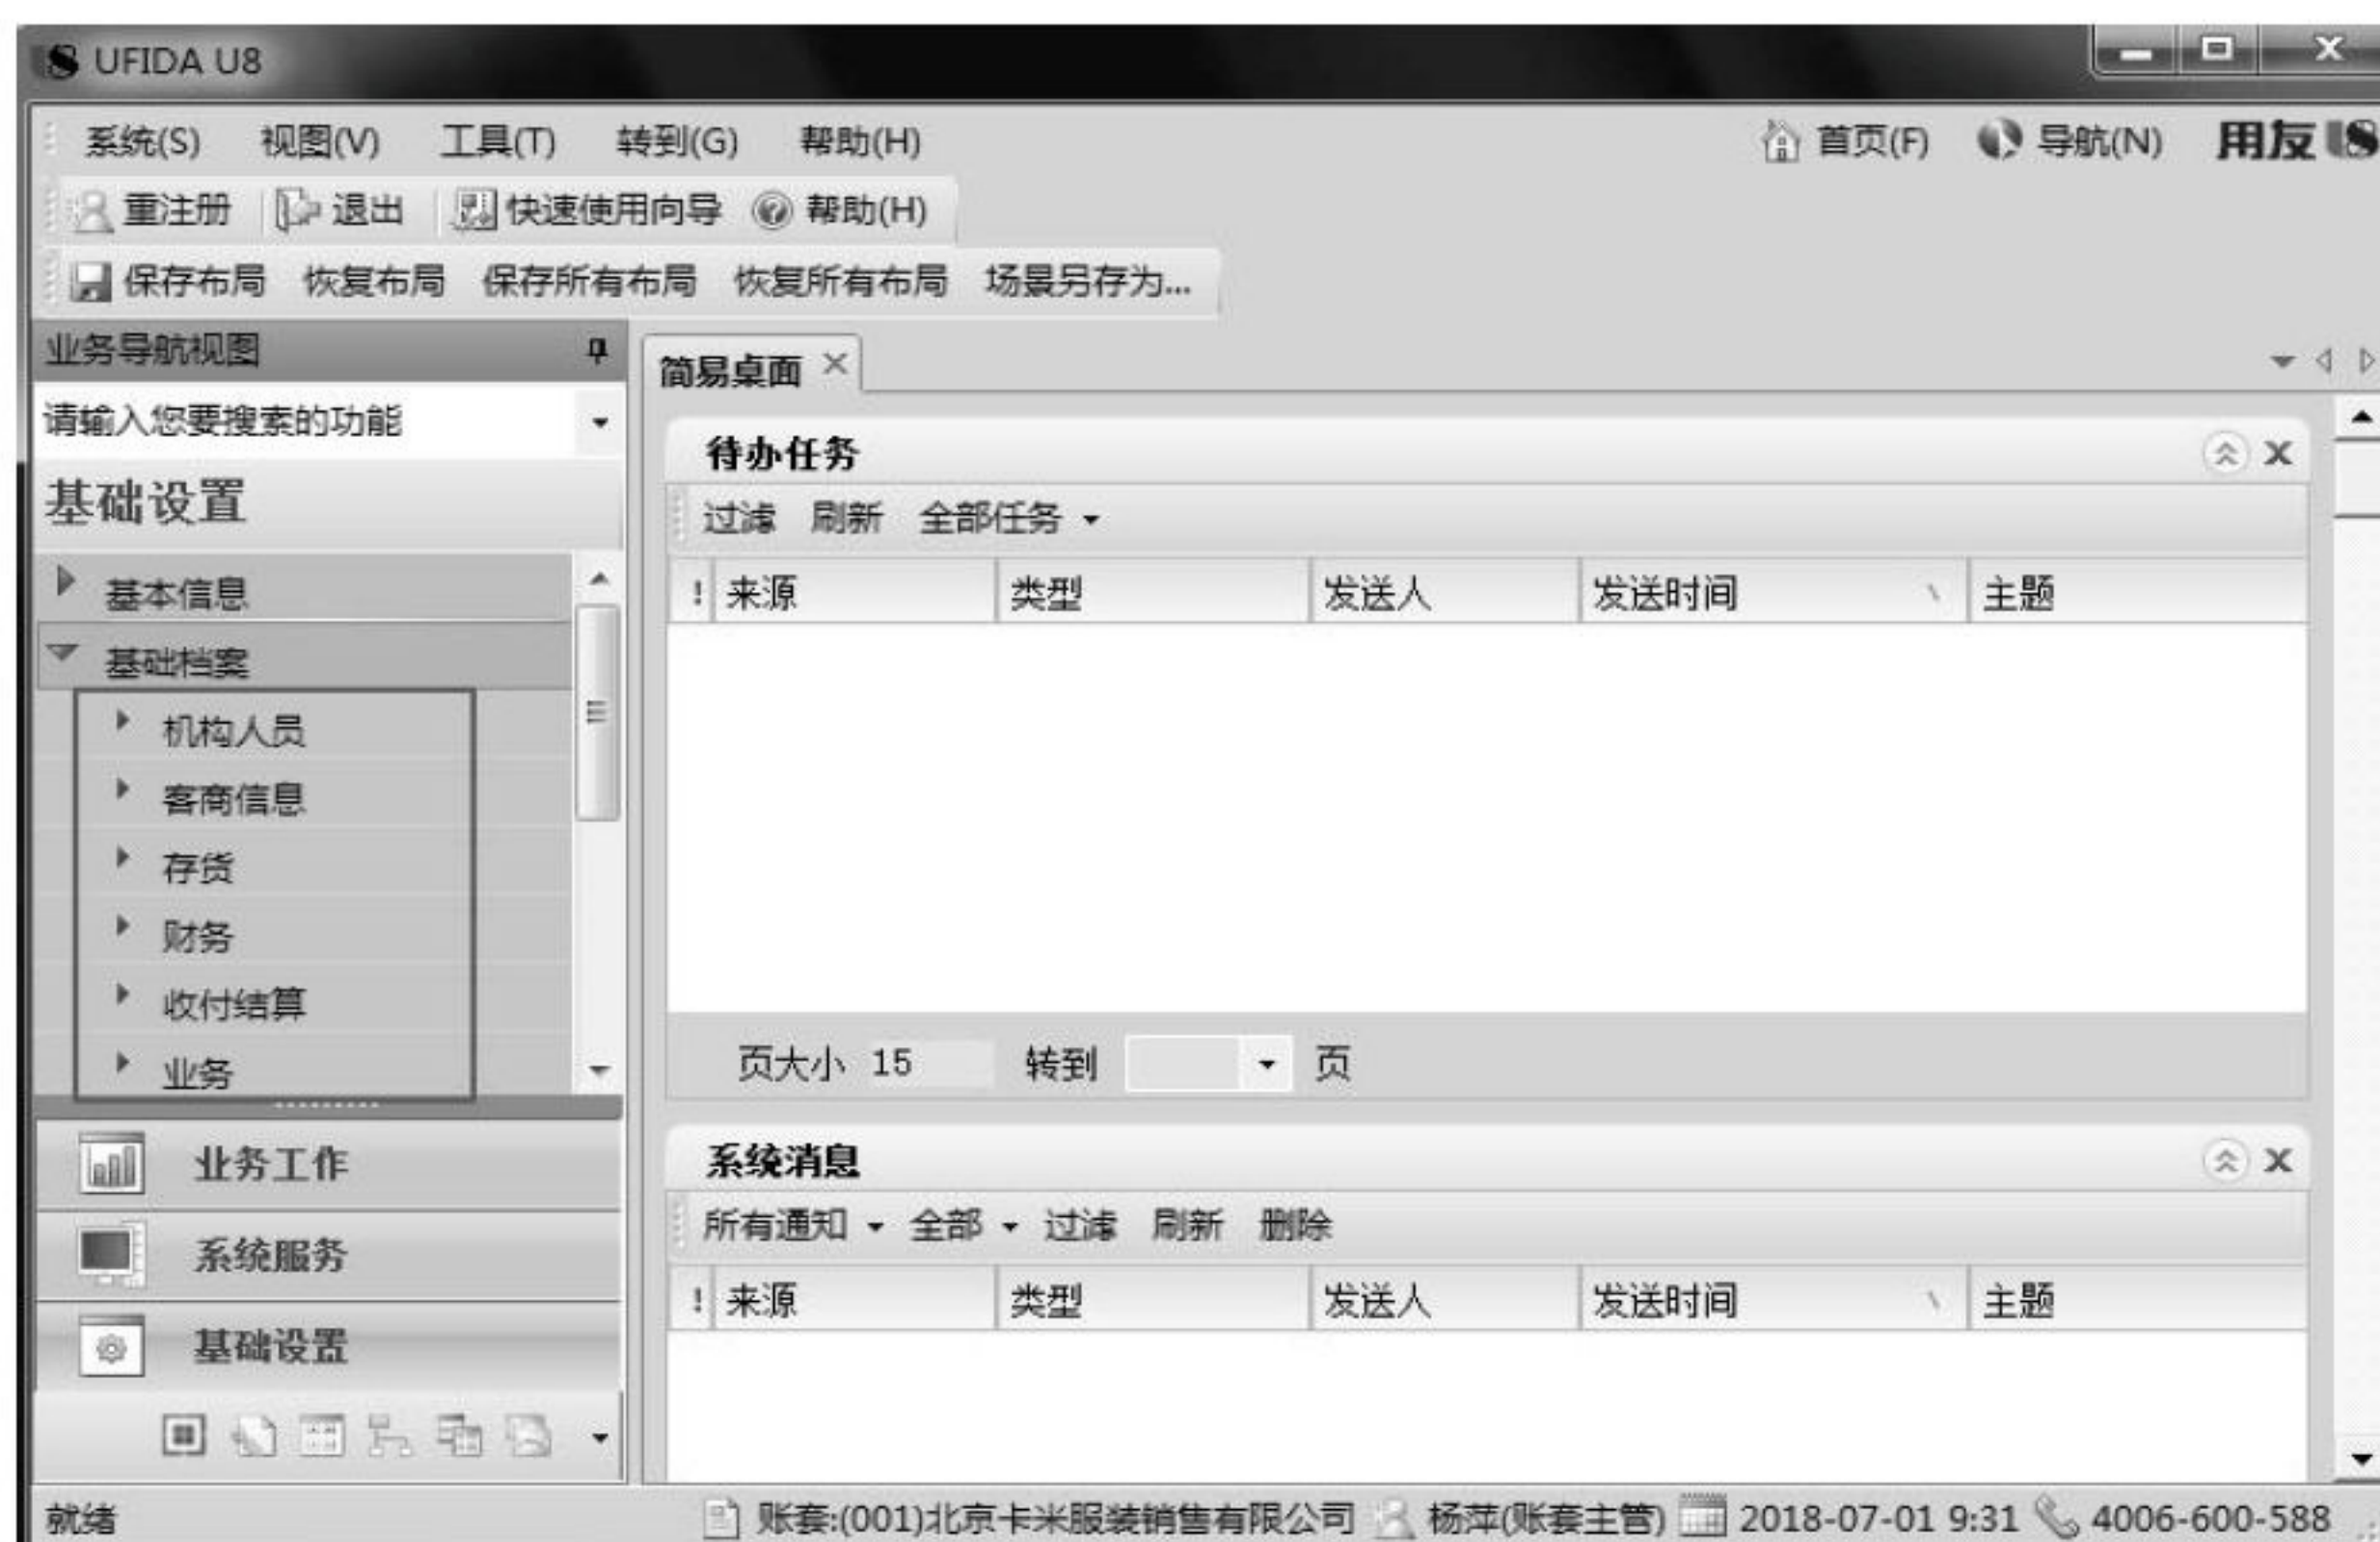 UFIDA U8
系统(S) 视图(V) 工具(T) 转到(G) 帮助(H) 首页(F) 导航(N) 用友U8
重注册 退出 快速使用向导 帮助(H)
保存布局 恢复布局 保存所有布局 恢复所有布局 场景另存为...
业务导航视图
请输入您要搜索的功能
基础设置
基本信息
基础档案
机构人员
客商信息
存货
财务
收付结算
业务
业务工作
系统服务
基础设置
简易桌面
待办任务
过滤 刷新 全部任务
! 来源 类型 发送人 发送时间 主题
页大小 15 转到 页
系统消息
所有通知 全部 过滤 刷新 删除
! 来源 类型 发送人 发送时间 主题
就绪 账套:(001)北京卡米服装销售有限公司 杨萍(账套主管) 2018-07-01 9:31 4006-600-588